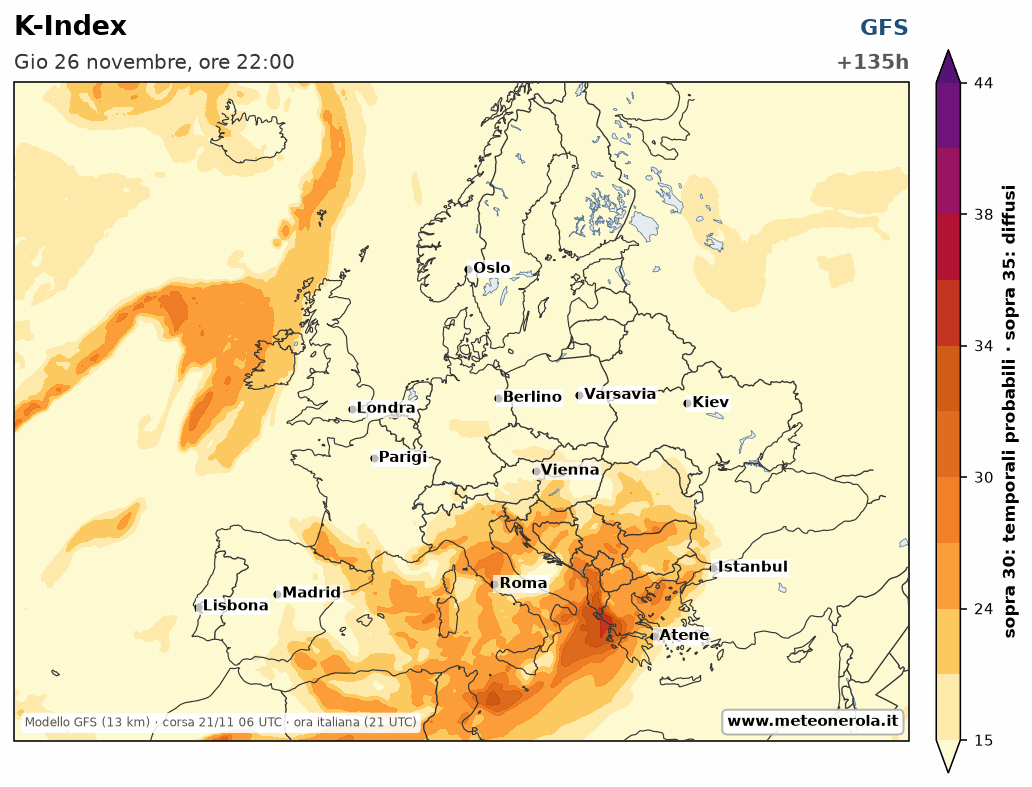 K-Index
GFS
Gio 26 novembre, ore 22:00
+135h
Oslo
Londra
Berlino
Varsavia
Kiev
Parigi
Vienna
Istanbul
Roma
Madrid
Lisbona
Atene
Modello GFS (13 km) · corsa 21/11 06 UTC · ora italiana (21 UTC)
www.meteonerola.it
44
38
34
30
24
15
sopra 30: temporali probabili · sopra 35: diffusi